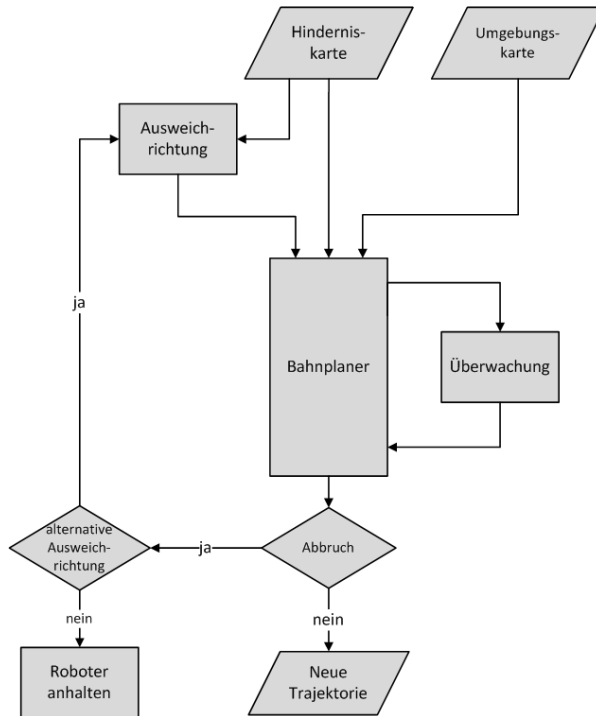 Hindernis-
karte
Umgebungs-
karte
Ausweich-
richtung
ja
Bahnplaner
Überwachung
alternative
Ausweich-
richtung
ja
Abbruch
nein
nein
Roboter
anhalten
Neue
Trajektorie